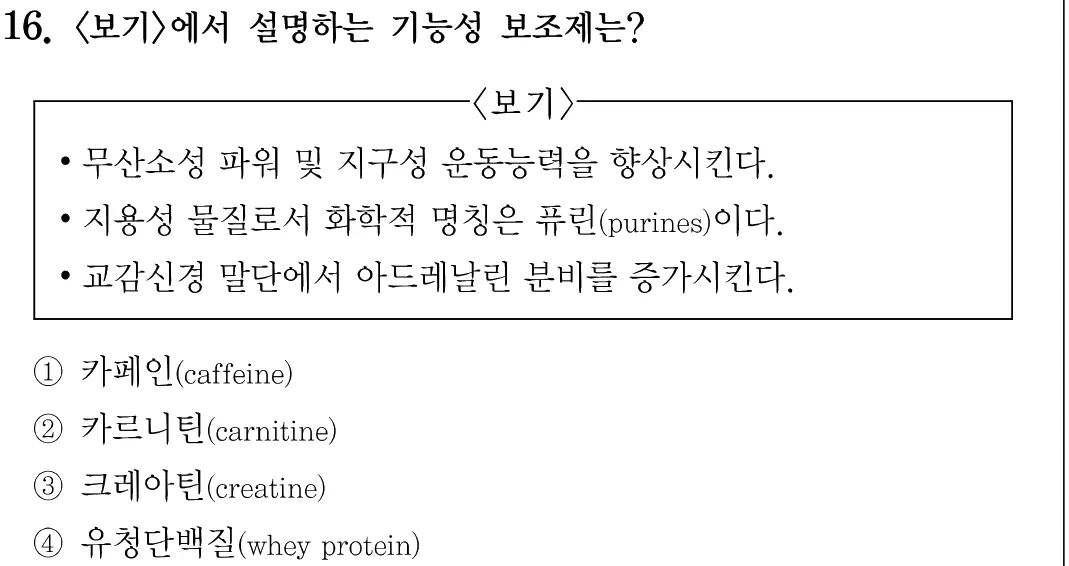 16. 〈보기〉에서 설명하는 기능성 보조제는?
〈보기〉
• 무산소성 파워 및 지구성 운동능력을 향상시킨다.
• 지용성 물질로서 화학적 명칭은 퓨린(purines)이다.
• 교감신경 말단에서 아드레날린 분비를 증가시킨다.
① 카페인(caffeine)
② 카르니틴(carnitine)
③ 크레아틴(creatine)
④ 유청단백질(whey protein)